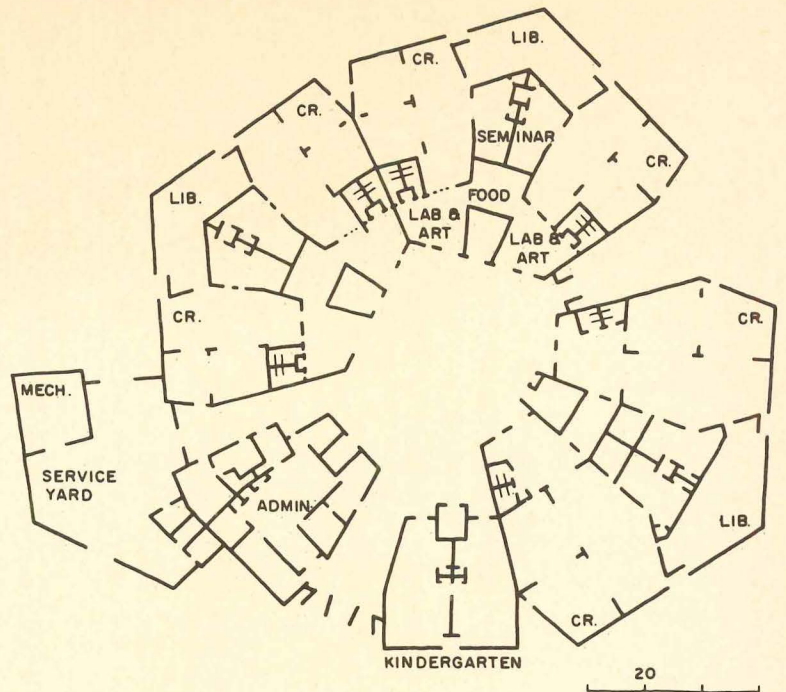 LIB.
CR.
CR.
SEMINAR
CR.
LIB.
FOOD
LAB &
ART
LAB &
ART
CR.
CR.
MECH.
SERVICE
YARD
ADMIN.
LIB.
CR.
KINDERGARTEN
20